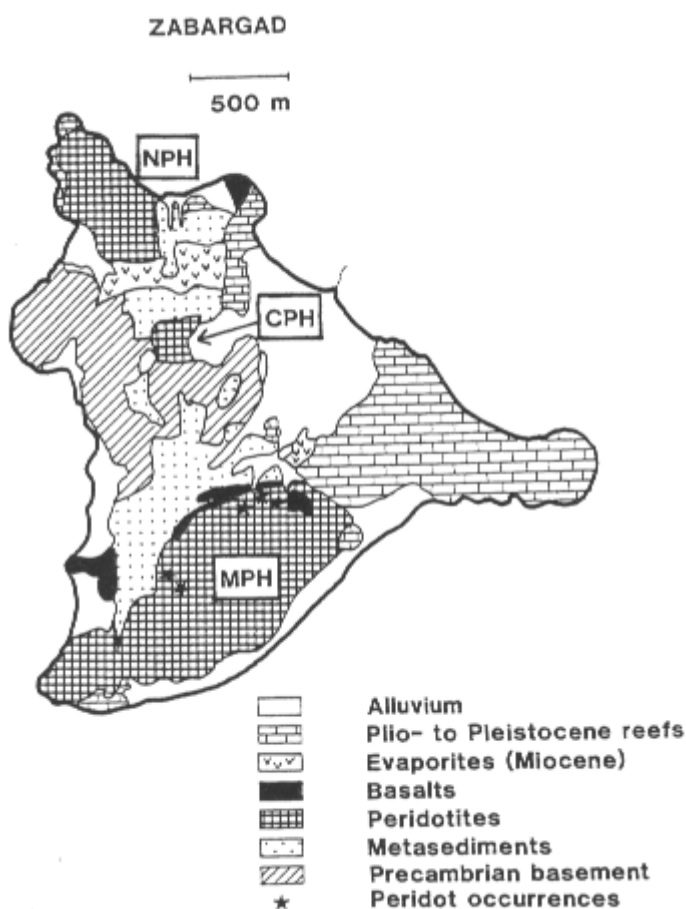 ZABARGAD
500 m
NPH
CPH
MPH
Alluvium
Plio- to Pleistocene reefs
Evaporites (Miocene)
Basalts
Peridotites
Metasediments
Precambrian basement
Peridot occurrences